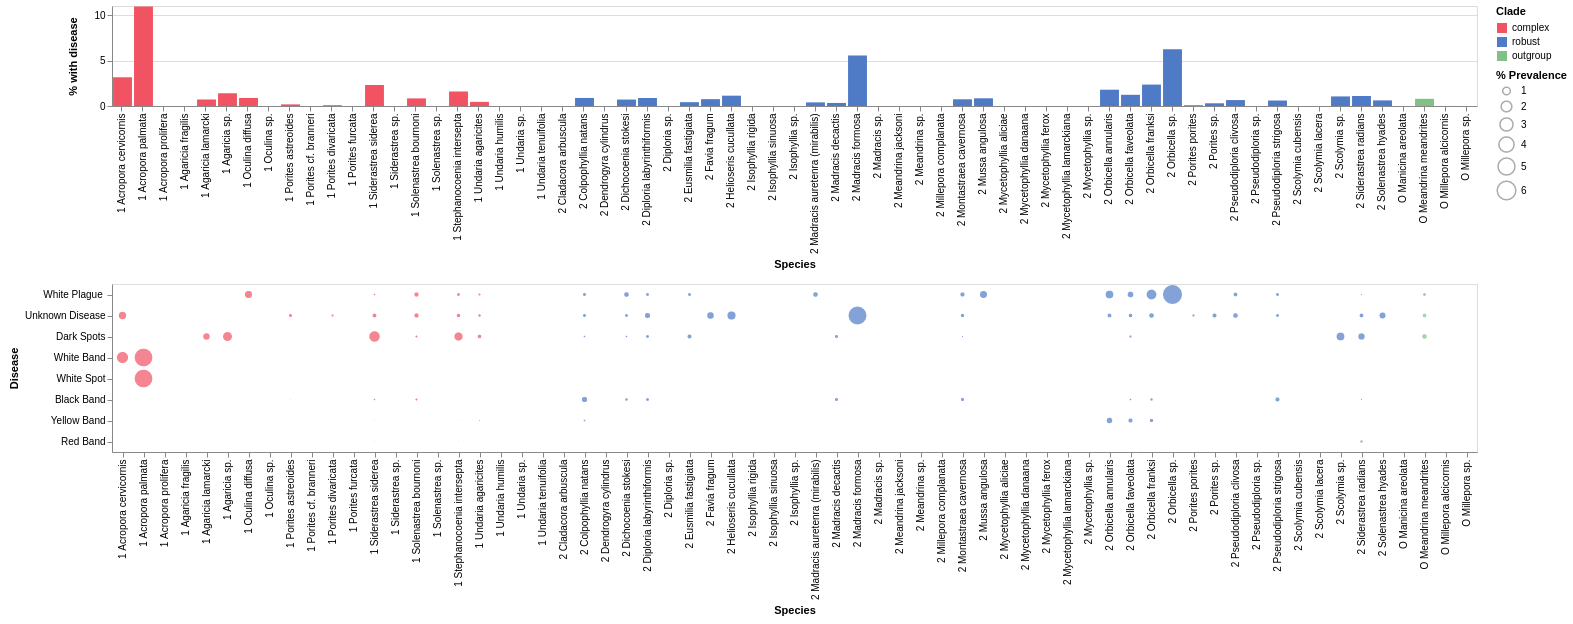 % with disease
10
5
0
1 Acropora cervicornis
1 Acropora palmata
1 Acropora prolifera
1 Agaricia fragilis
1 Agaricia lamarcki
1 Agaricia sp.
1 Oculina diffusa
1 Oculina sp.
1 Porites astreoides
1 Porites cf. branneri
1 Porites divaricata
1 Porites furcata
1 Siderastrea siderea
1 Siderastrea sp.
1 Solenastrea bournoni
1 Solenastrea sp.
1 Stephanocoenia intersepta
1 Undaria agaricites
1 Undaria humilis
1 Undaria sp.
1 Undaria tenuifolia
2 Cladacora arbuscula
2 Colpophyllia natans
2 Dendrogyra cylindrus
2 Dichocoenia stokesi
2 Diploria labyrinthiformis
2 Diploria sp.
2 Eusmilia fastigiata
2 Favia fragum
2 Helioseris cucullata
2 Isophyllia rigida
2 Isophyllia sinuosa
2 Isophyllia sp.
2 Madracis auretenra (mirabilis)
2 Madracis decactis
2 Madracis formosa
2 Madracis sp.
2 Meandrina jacksoni
2 Meandrina sp.
2 Millepora complanata
2 Montastraea cavernosa
2 Mussa angulosa
2 Mycetophyllia aliciae
2 Mycetophyllia danaana
2 Mycetophyllia ferox
2 Mycetophyllia lamarckiana
2 Mycetophyllia sp.
2 Orbicella annularis
2 Orbicella faveolata
2 Orbicella franksi
2 Orbicella sp.
2 Porites porites
2 Porites sp.
2 Pseudodiploria clivosa
2 Pseudodiploria sp.
2 Pseudodiploria strigosa
2 Scolymia cubensis
2 Scolymia lacera
2 Scolymia sp.
2 Siderastrea radians
2 Solenastrea hyades
O Manicina areolata
O Meandrina meandrites
O Millepora alcicornis
O Millepora sp.
Species
Clade
complex
robust
outgroup
% Prevalence
1
2
3
4
5
6
Disease
White Plague
Unknown Disease
Dark Spots
White Band
White Spot
Black Band
Yellow Band
Red Band
1 Acropora cervicornis
1 Acropora palmata
1 Acropora prolifera
1 Agaricia fragilis
1 Agaricia lamarcki
1 Agaricia sp.
1 Oculina diffusa
1 Oculina sp.
1 Porites astreoides
1 Porites cf. branneri
1 Porites divaricata
1 Porites furcata
1 Siderastrea siderea
1 Siderastrea sp.
1 Solenastrea bournoni
1 Solenastrea sp.
1 Stephanocoenia intersepta
1 Undaria agaricites
1 Undaria humilis
1 Undaria sp.
1 Undaria tenuifolia
2 Cladacora arbuscula
2 Colpophyllia natans
2 Dendrogyra cylindrus
2 Dichocoenia stokesi
2 Diploria labyrinthiformis
2 Diploria sp.
2 Eusmilia fastigiata
2 Favia fragum
2 Helioseris cucullata
2 Isophyllia rigida
2 Isophyllia sinuosa
2 Isophyllia sp.
2 Madracis auretenra (mirabilis)
2 Madracis decactis
2 Madracis formosa
2 Madracis sp.
2 Meandrina jacksoni
2 Meandrina sp.
2 Millepora complanata
2 Montastraea cavernosa
2 Mussa angulosa
2 Mycetophyllia aliciae
2 Mycetophyllia danaana
2 Mycetophyllia ferox
2 Mycetophyllia lamarckiana
2 Mycetophyllia sp.
2 Orbicella annularis
2 Orbicella faveolata
2 Orbicella franksi
2 Orbicella sp.
2 Porites porites
2 Porites sp.
2 Pseudodiploria clivosa
2 Pseudodiploria sp.
2 Pseudodiploria strigosa
2 Scolymia cubensis
2 Scolymia lacera
2 Scolymia sp.
2 Siderastrea radians
2 Solenastrea hyades
O Manicina areolata
O Meandrina meandrites
O Millepora alcicornis
O Millepora sp.
Species